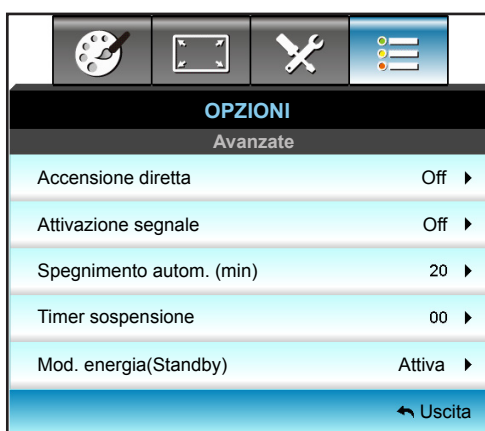 OPZIONI
Avanzate
Accensione diretta Off
Attivazione segnale Off
Spegnimento autom. (min) 20
Timer sospensione 00
Mod. energia(Standby) Attiva
Uscita